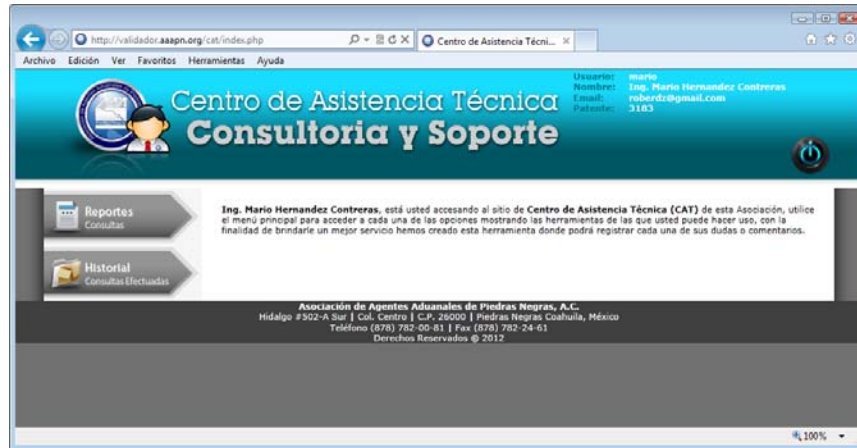 http://validador.aaapn.org/cat/index.php
Centro de Asistencia Técni...
Archivo Edición Ver Favoritos Herramientas Ayuda
Centro de Asistencia Técnica
Consultoria y Soporte
Usuario: mario
Nombre: Ing. Mario Hernandez Contreras
Email: roberdz@gmail.com
Patente: 3183
Reportes
Consultas
Historial
Consultas Efectuadas
Ing. Mario Hernandez Contreras, está usted accesando al sitio de Centro de Asistencia Técnica (CAT) de esta Asociación, utilice
el menú principal para acceder a cada una de las opciones mostrando las herramientas de las que usted puede hacer uso, con la
finalidad de brindarle un mejor servicio hemos creado esta herramienta donde podrá registrar cada una de sus dudas o comentarios.
Asociación de Agentes Aduanales de Piedras Negras, A.C.
Hidalgo #502-A Sur | Col. Centro | C.P. 26000 | Piedras Negras Coahuila, México
Teléfono (878) 782-00-81 | Fax (878) 782-24-61
Derechos Reservados © 2012
100%